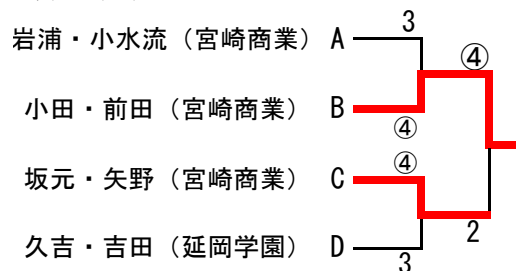 岩浦・小水流（宮崎商業） A 3
④
小田・前田（宮崎商業） B ④
坂元・矢野（宮崎商業） C ④
2
久吉・吉田（延岡学園） D 3